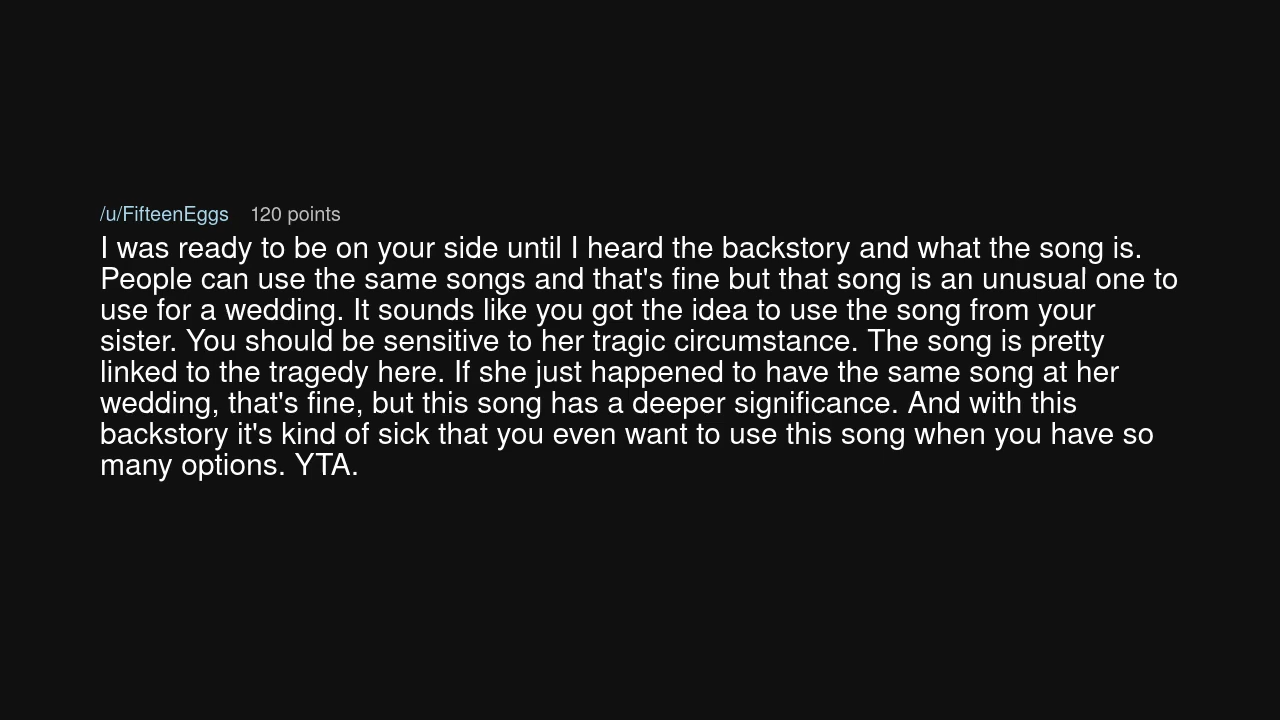 /u/FifteenEggs 120 points
I was ready to be on your side until I heard the backstory and what the song is.
People can use the same songs and that's fine but that song is an unusual one to
use for a wedding. It sounds like you got the idea to use the song from your
sister. You should be sensitive to her tragic circumstance. The song is pretty
linked to the tragedy here. If she just happened to have the same song at her
wedding, that's fine, but this song has a deeper significance. And with this
backstory it's kind of sick that you even want to use this song when you have so
many options. YTA.